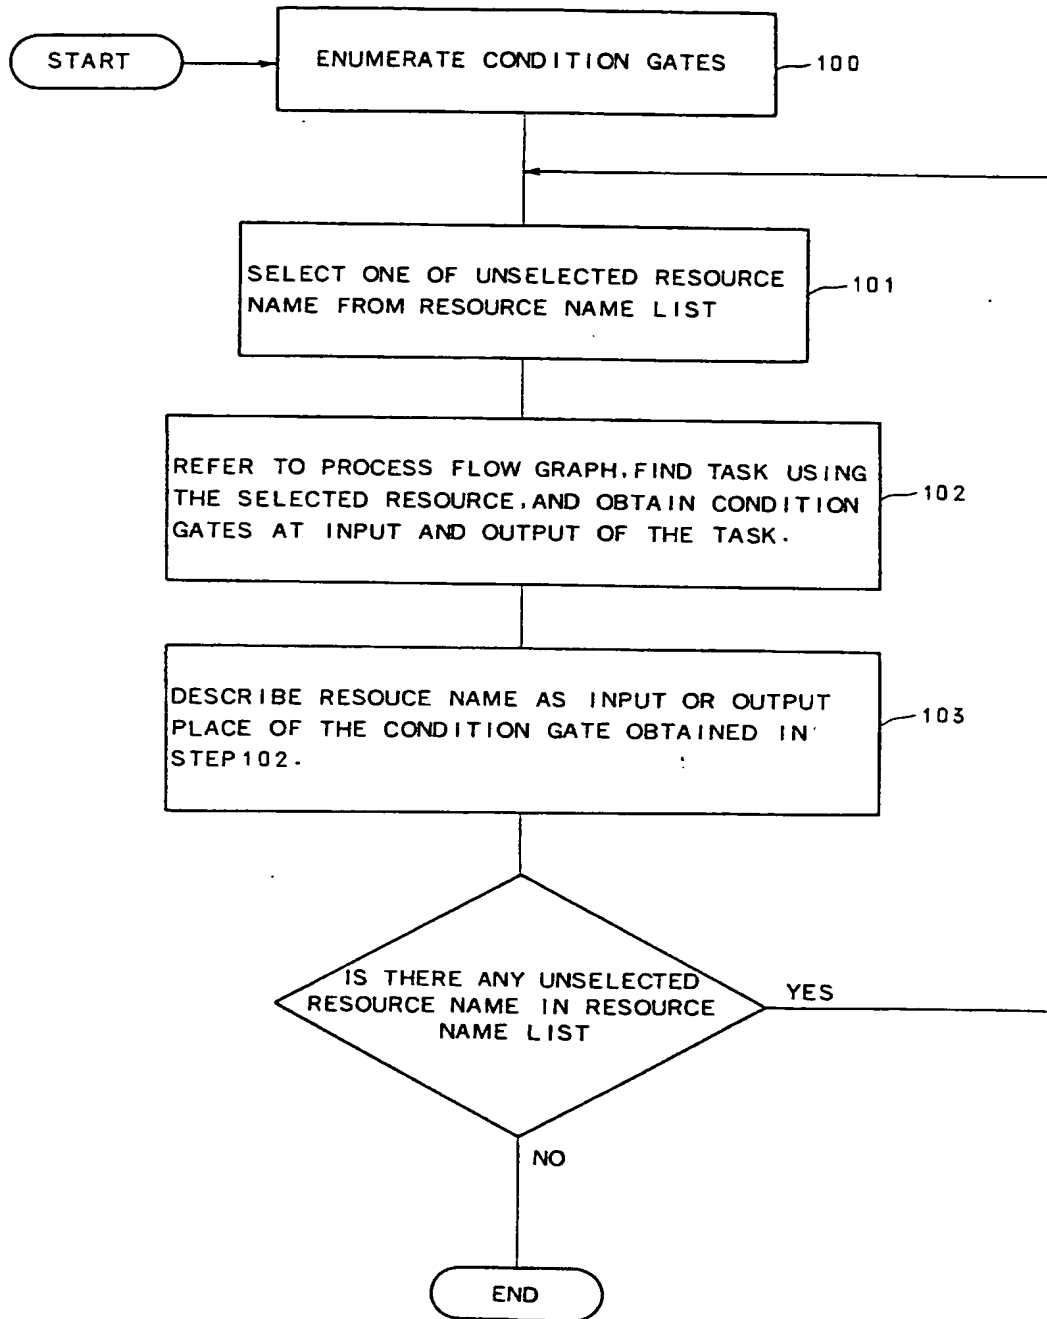 START
ENUMERATE CONDITION GATES
100
SELECT ONE OF UNSELECTED RESOURCE
NAME FROM RESOURCE NAME LIST
101
REFER TO PROCESS FLOW GRAPH, FIND TASK USING
THE SELECTED RESOURCE, AND OBTAIN CONDITION
GATES AT INPUT AND OUTPUT OF THE TASK.
102
DESCRIBE RESOUCE NAME AS INPUT OR OUTPUT
PLACE OF THE CONDITION GATE OBTAINED IN
STEP102.
103
IS THERE ANY UNSELECTED
RESOURCE NAME IN RESOURCE
NAME LIST
YES
NO
END